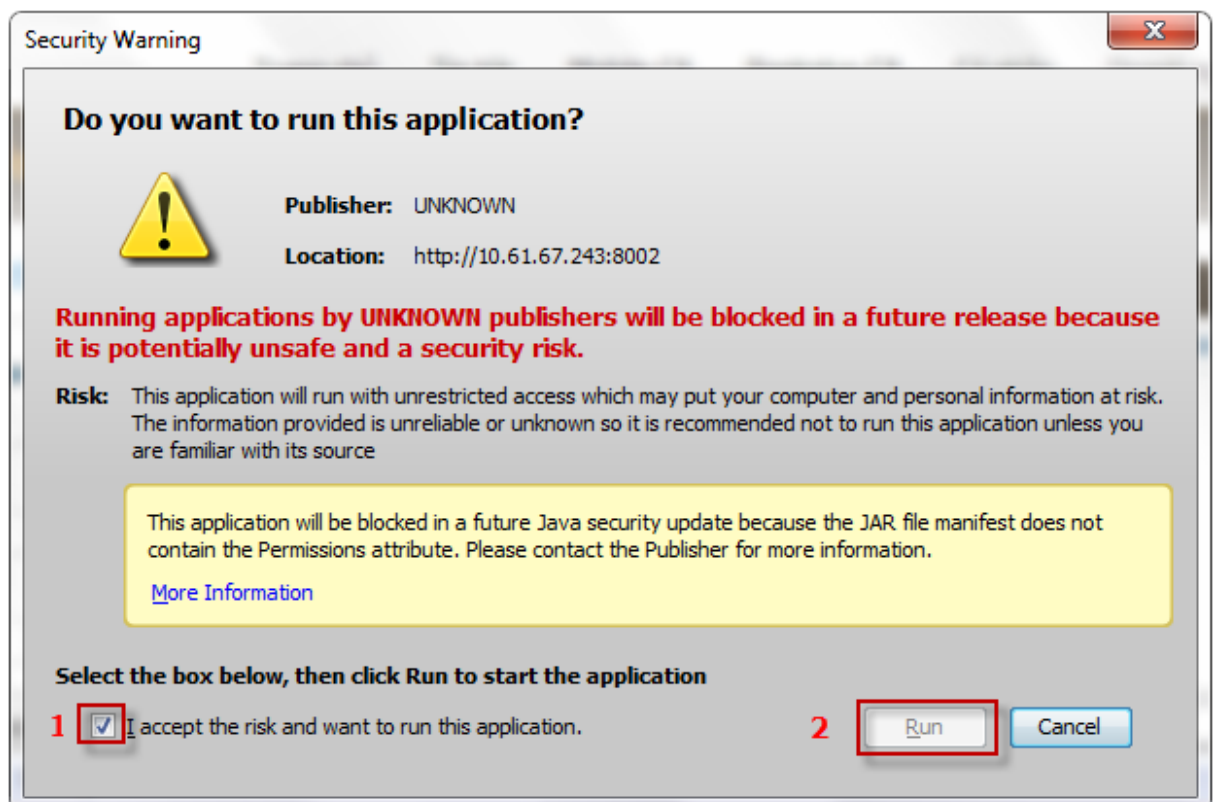 Security Warning
Do you want to run this application?
Publisher: UNKNOWN
Location: http://10.61.67.243:8002
Running applications by UNKNOWN publishers will be blocked in a future release because
it is potentially unsafe and a security risk.
Risk: This application will run with unrestricted access which may put your computer and personal information at risk.
The information provided is unreliable or unknown so it is recommended not to run this application unless you
are familiar with its source
This application will be blocked in a future Java security update because the JAR file manifest does not
contain the Permissions attribute. Please contact the Publisher for more information.
More Information
Select the box below, then click Run to start the application
1 I accept the risk and want to run this application. 2 Run Cancel